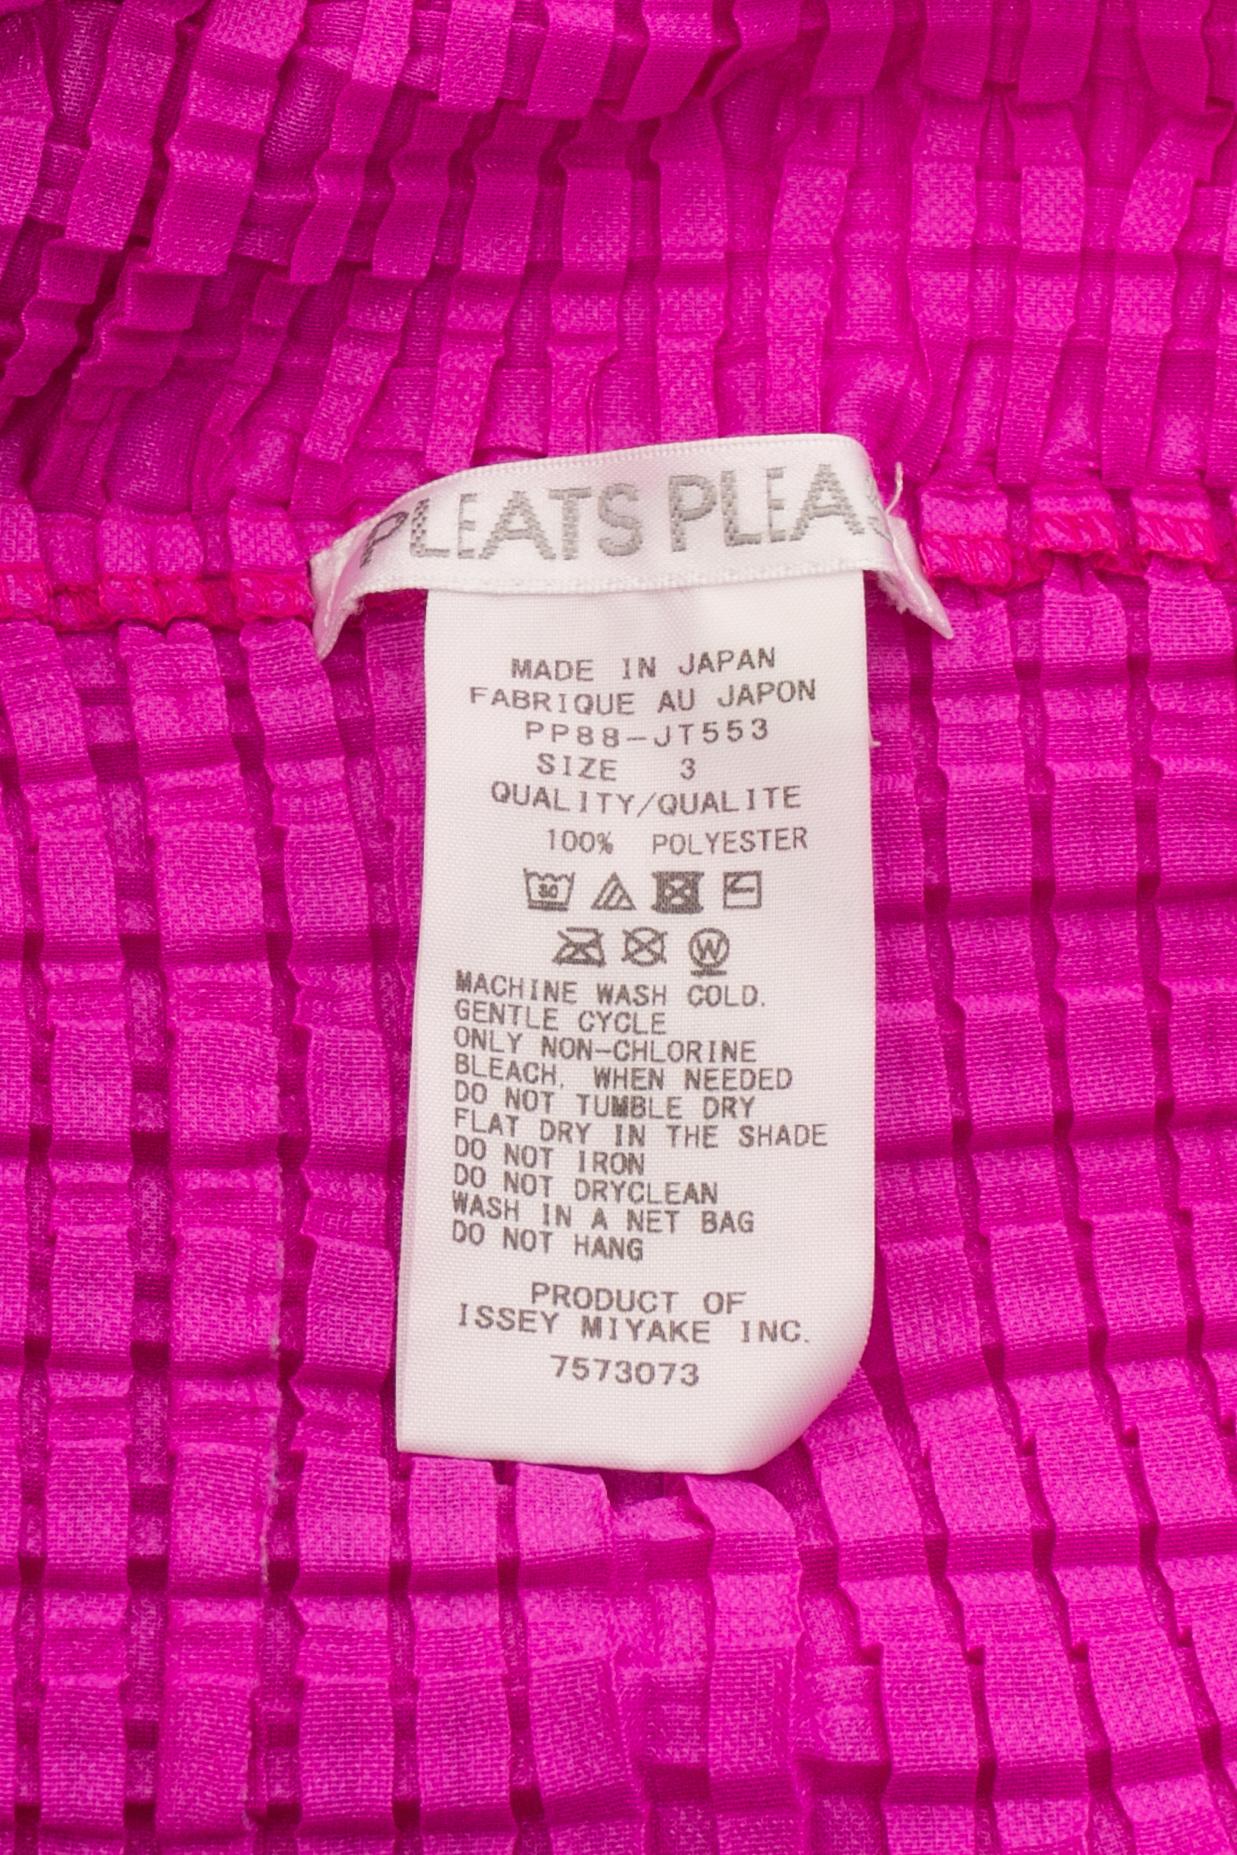 PLEATS PLEAS
MADE IN JAPAN
FABRIQUE AU JAPON
PP88-JT553
SIZE 3
QUALITY/QUALITE
100% POLYESTER
30
W
MACHINE WASH COLD.
GENTLE CYCLE
ONLY NON-CHLORINE
BLEACH. WHEN NEEDED
DO NOT TUMBLE DRY
FLAT DRY IN THE SHADE
DO NOT IRON
DO NOT DRYCLEAN
WASH IN A NET BAG
DO NOT HANG
PRODUCT OF
ISSEY MIYAKE INC.
7573073